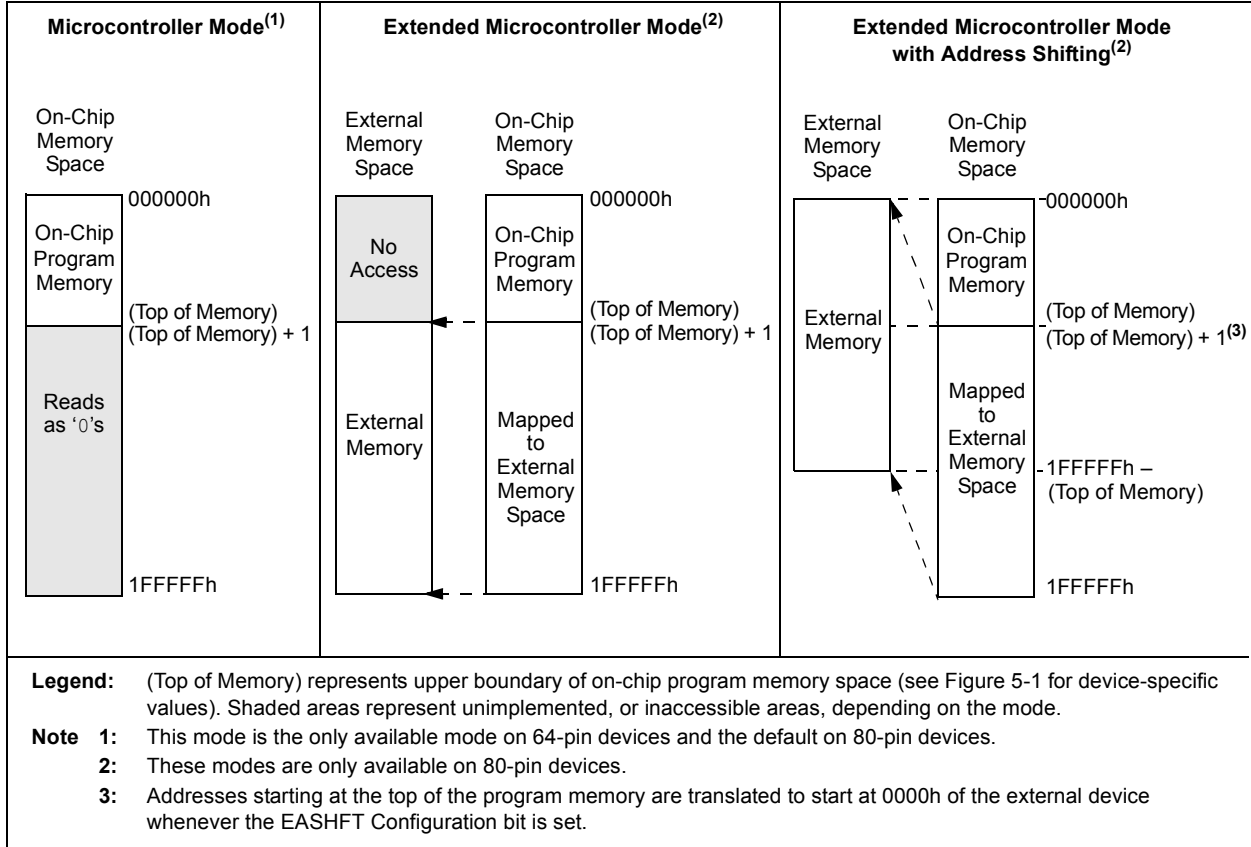 Microcontroller Mode(1)
On-Chip
Memory
Space
000000h
On-Chip
Program
Memory
(Top of Memory)
(Top of Memory) + 1
Reads
as ‘0’s
1FFFFFh
Extended Microcontroller Mode(2)
External
Memory
Space
On-Chip
Memory
Space
000000h
No
Access
On-Chip
Program
Memory
(Top of Memory)
(Top of Memory) + 1
External
Memory
Mapped
to
External
Memory
Space
1FFFFFh
Extended Microcontroller Mode
with Address Shifting(2)
External
Memory
Space
On-Chip
Memory
Space
000000h
On-Chip
Program
Memory
External
Memory
(Top of Memory)
(Top of Memory) + 1(3)
Mapped
to
External
Memory
Space
1FFFFFh –
(Top of Memory)
1FFFFFh
Legend: (Top of Memory) represents upper boundary of on-chip program memory space (see Figure 5-1 for device-specific
values). Shaded areas represent unimplemented, or inaccessible areas, depending on the mode.
Note 1: This mode is the only available mode on 64-pin devices and the default on 80-pin devices.
2: These modes are only available on 80-pin devices.
3: Addresses starting at the top of the program memory are translated to start at 0000h of the external device
whenever the EASHFT Configuration bit is set.